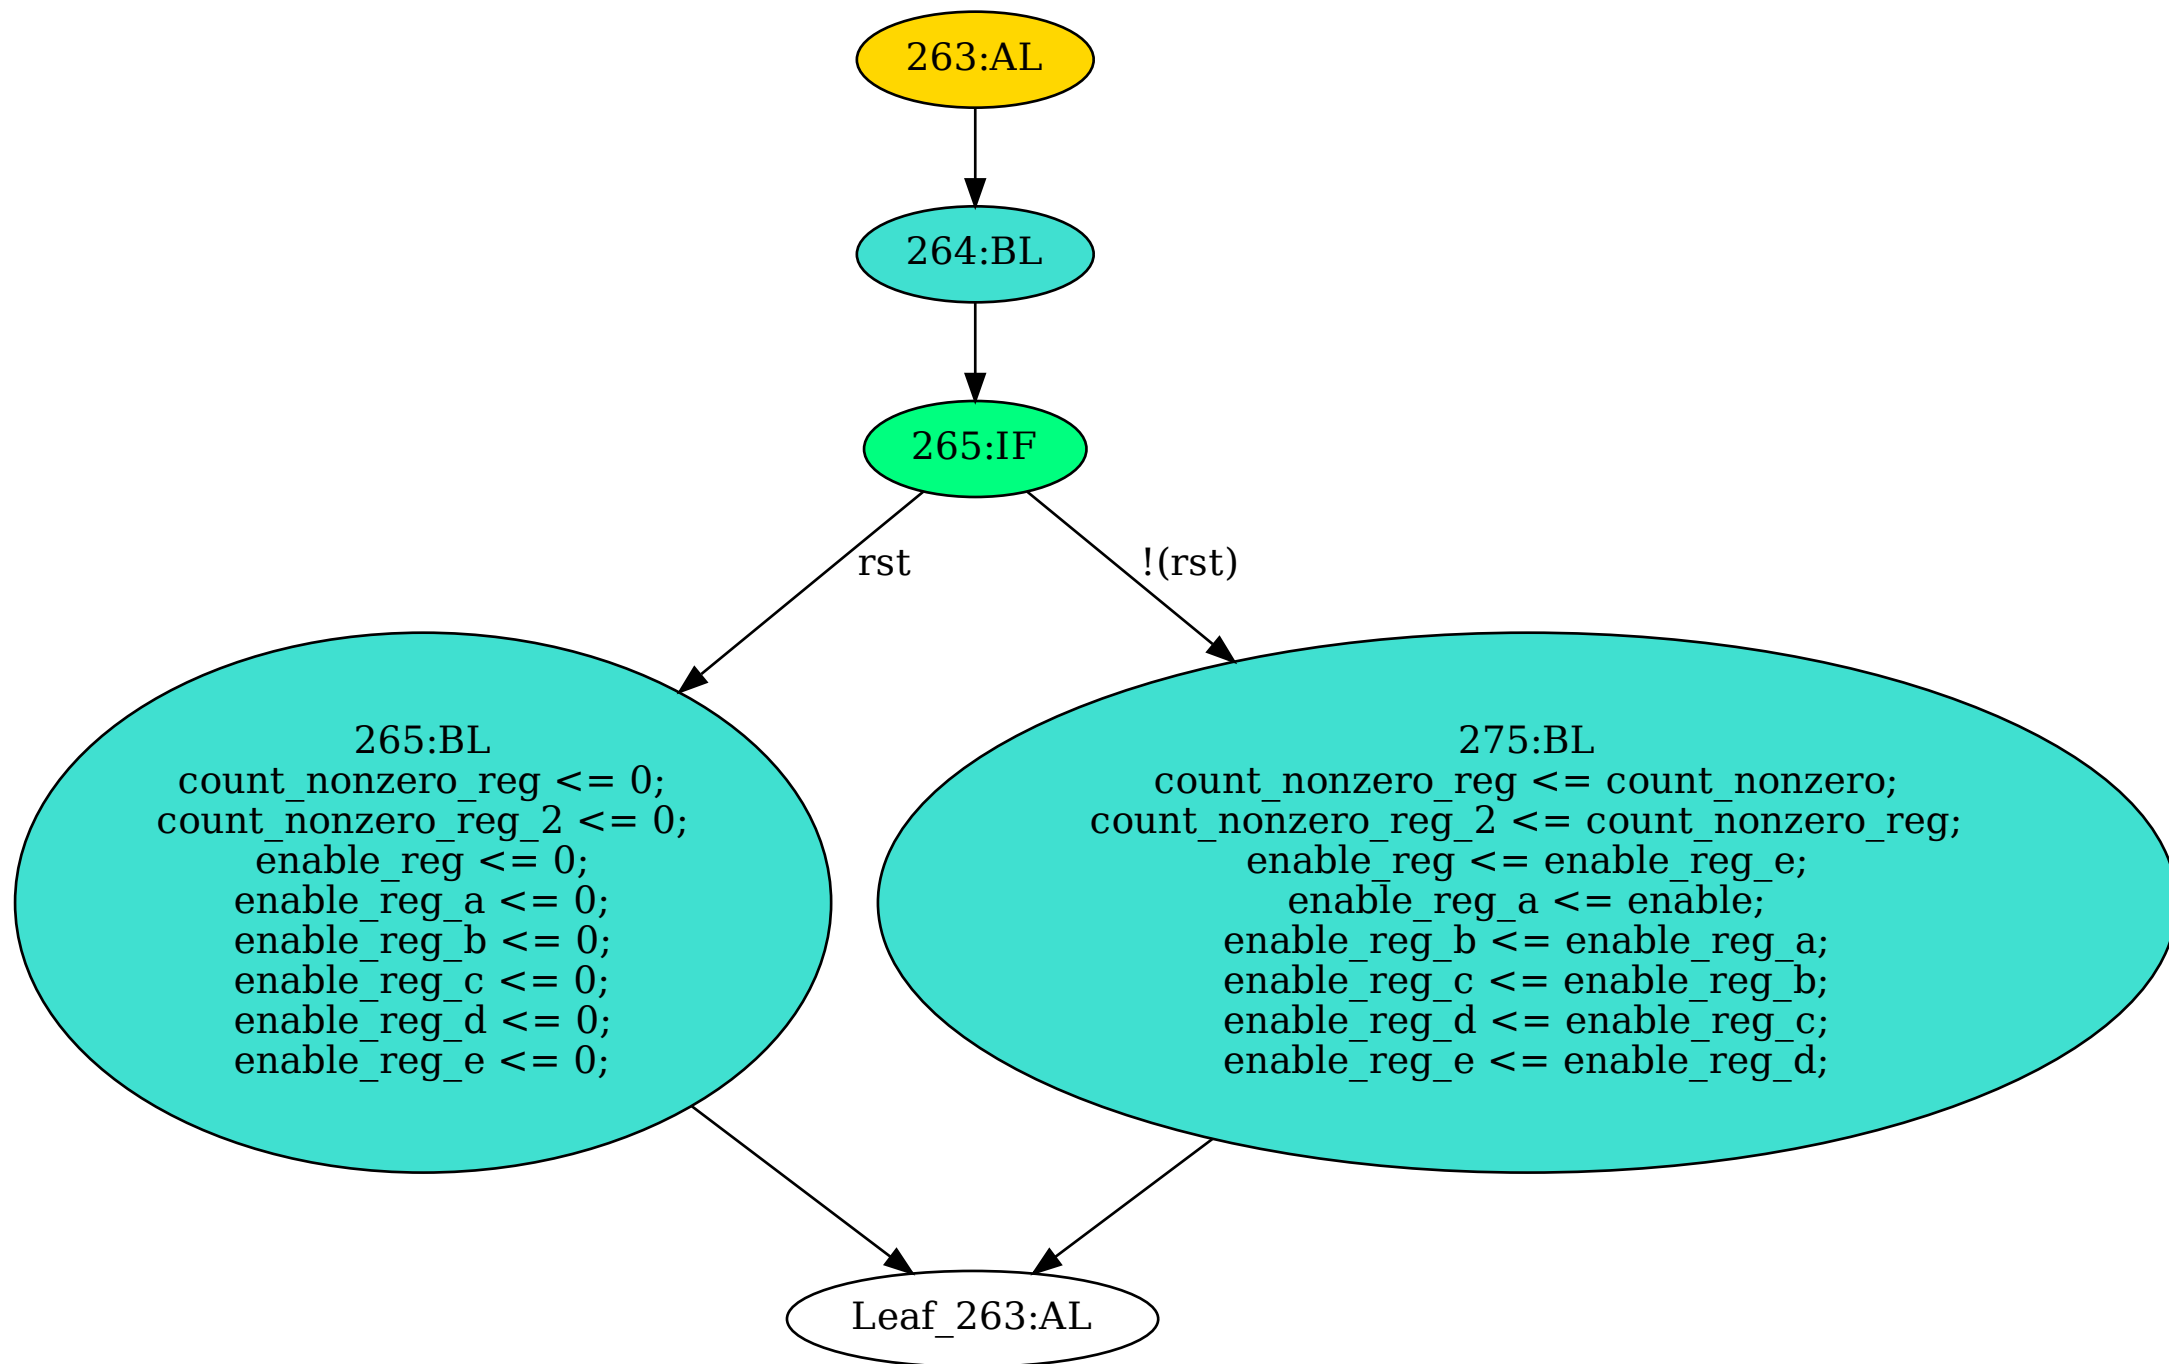 263:AL
264:BL
265:IF
rst
!(rst)
265:BL
count_nonzero_reg <= 0;
count_nonzero_reg_2 <= 0;
enable_reg <= 0;
enable_reg_a <= 0;
enable_reg_b <= 0;
enable_reg_c <= 0;
enable_reg_d <= 0;
enable_reg_e <= 0;
275:BL
count_nonzero_reg <= count_nonzero;
count_nonzero_reg_2 <= count_nonzero_reg;
enable_reg <= enable_reg_e;
enable_reg_a <= enable;
enable_reg_b <= enable_reg_a;
enable_reg_c <= enable_reg_b;
enable_reg_d <= enable_reg_c;
enable_reg_e <= enable_reg_d;
Leaf_263:AL